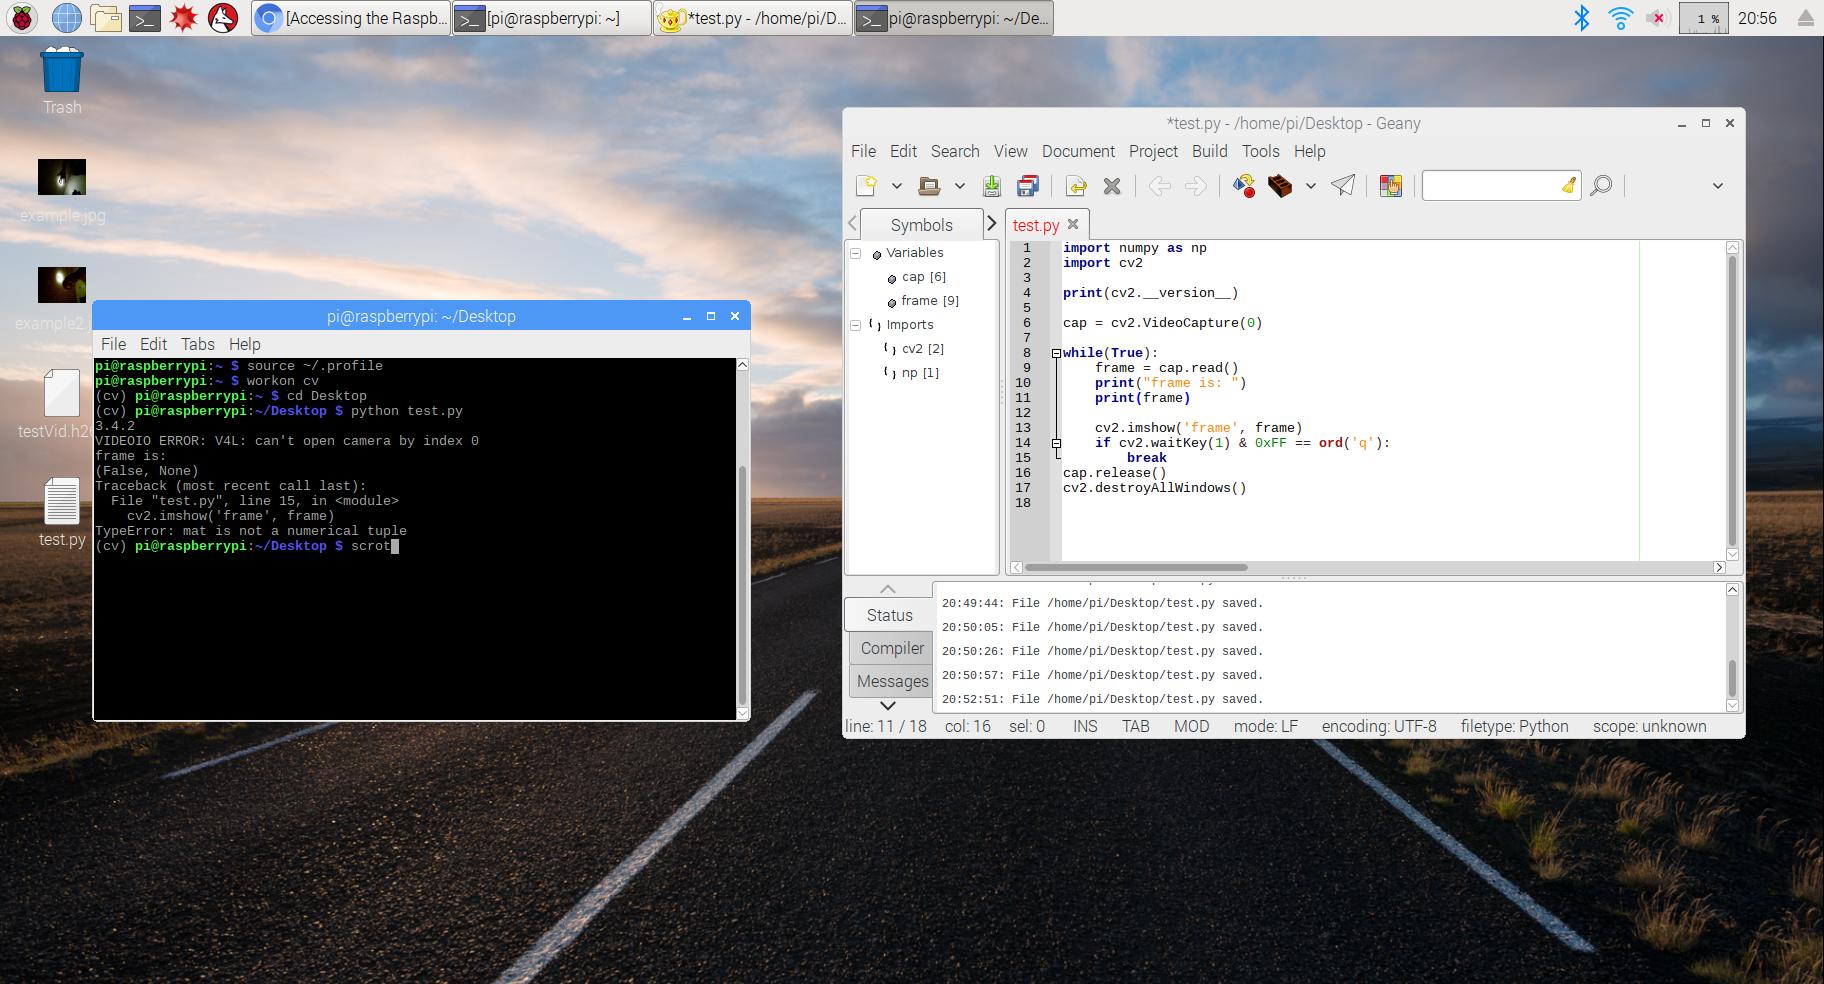 [Accessing the Raspb...
[pi@raspberrypi: ~]
*test.py - /home/pi/D...
pi@raspberrypi: ~/De...
1 %
20:56
Trash
example.jpg
example2.j
testVid.h2
test.py
pi@raspberrypi: ~/Desktop
File Edit Tabs Help
pi@raspberrypi:~ $ source ~/.profile
pi@raspberrypi:~ $ workon cv
(cv) pi@raspberrypi:~ $ cd Desktop
(cv) pi@raspberrypi:~/Desktop $ python test.py
3.4.2
VIDEOIO ERROR: V4L: can't open camera by index 0
frame is:
(False, None)
Traceback (most recent call last):
  File "test.py", line 15, in <module>
    cv2.imshow('frame', frame)
TypeError: mat is not a numerical tuple
(cv) pi@raspberrypi:~/Desktop $ scrot
*test.py - /home/pi/Desktop - Geany
File Edit Search View Document Project Build Tools Help
Symbols
Variables
cap [6]
frame [9]
Imports
cv2 [2]
np [1]
test.py
1 import numpy as np
2 import cv2
3
4 print(cv2.__version__)
5
6 cap = cv2.VideoCapture(0)
7
8 while(True):
9     frame = cap.read()
10     print("frame is: ")
11     print(frame)
12
13     cv2.imshow('frame', frame)
14     if cv2.waitKey(1) & 0xFF == ord('q'):
15         break
16 cap.release()
17 cv2.destroyAllWindows()
18
Status
Compiler
Messages
20:49:44: File /home/pi/Desktop/test.py saved.
20:50:05: File /home/pi/Desktop/test.py saved.
20:50:26: File /home/pi/Desktop/test.py saved.
20:50:57: File /home/pi/Desktop/test.py saved.
20:52:51: File /home/pi/Desktop/test.py saved.
line: 11 / 18 col: 16 sel: 0 INS TAB MOD mode: LF encoding: UTF-8 filetype: Python scope: unknown